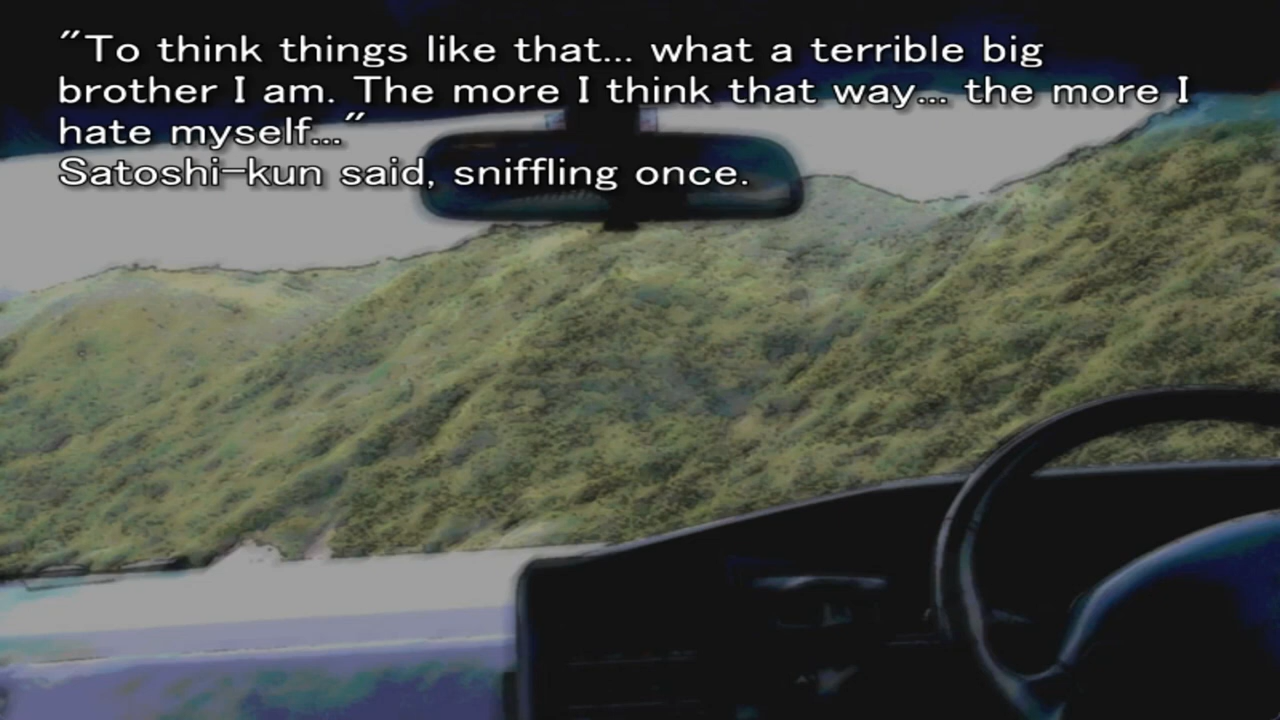 "To think things like that... what a terrible big
brother I am. The more I think that way... the more I
hate myself..."
Satoshi-kun said, sniffling once.